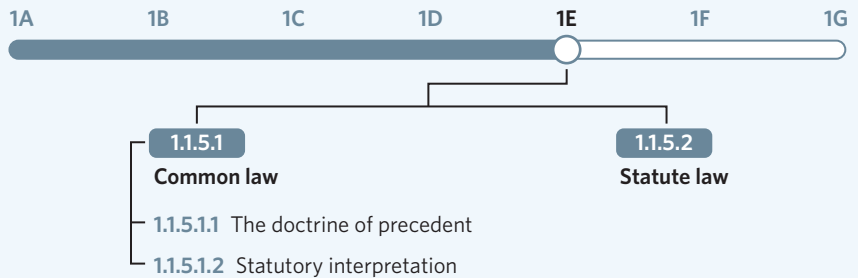 1A 1B 1C 1D 1E 1F 1G
1.1.5.1 1.1.5.2
Common law Statute law
1.1.5.1.1 The doctrine of precedent
1.1.5.1.2 Statutory interpretation